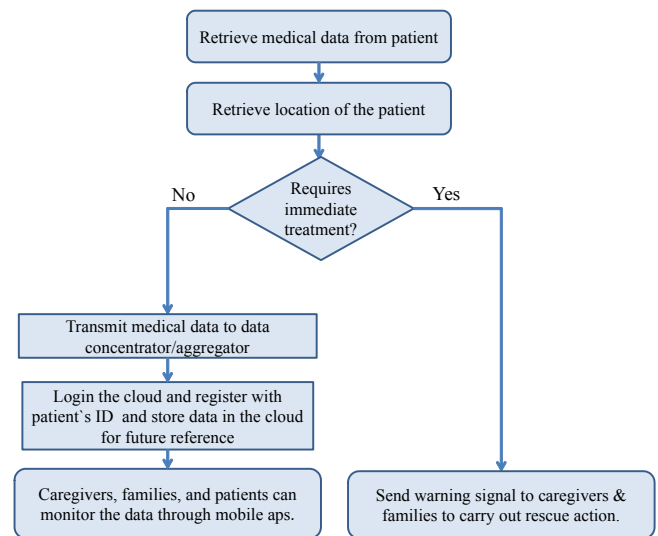 Retrieve medical data from patient
Retrieve location of the patient
Requires
immediate
treatment?
No
Yes
Transmit medical data to data
concentrator/aggregator
Login the cloud and register with
patient`s ID and store data in the cloud
for future reference
Caregivers, families, and patients can
monitor the data through mobile aps.
Send warning signal to caregivers &
families to carry out rescue action.